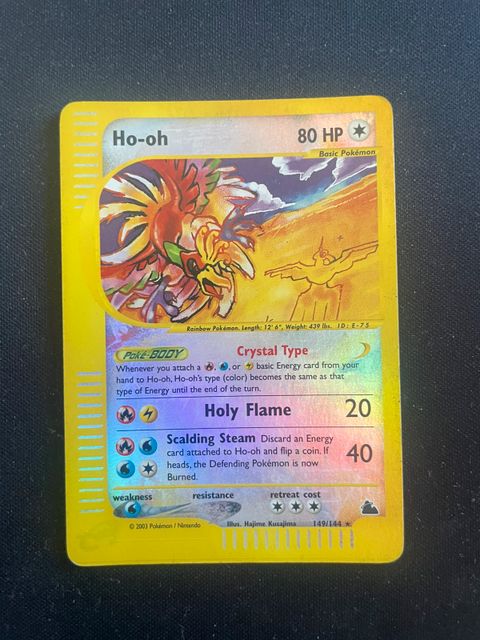 Ho-oh 80 HP
Basic Pokémon
Rainbow Pokémon. Length: 12' 6", Weight: 439 lbs. ID: E-75
Poké-BODY Crystal Type
Whenever you attach a , , or basic Energy card from your
hand to Ho-oh, Ho-oh's type (color) becomes the same as that
type of Energy until the end of the turn.
Holy Flame 20
Scalding Steam Discard an Energy
card attached to Ho-oh and flip a coin. If
heads, the Defending Pokémon is now
Burned.
40
weakness resistance retreat cost
Illus. Hajime Kusajima 149/144 ★
© 2003 Pokémon / Nintendo